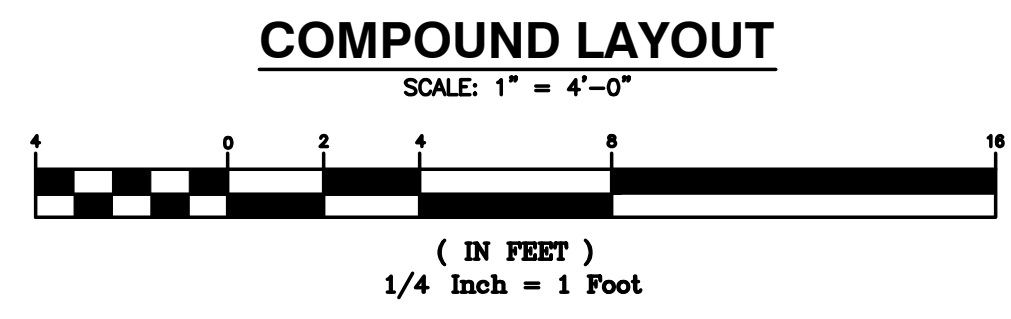 COMPOUND LAYOUT
SCALE: 1" = 4'-0"
4 0 2 4 8 16
( IN FEET )
1/4 Inch = 1 Foot